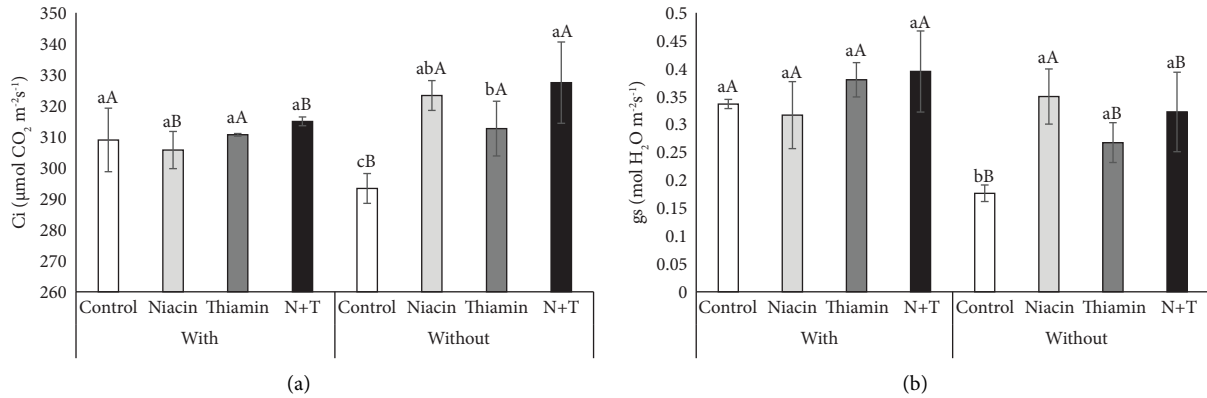 350
340
330
320
310
300
290
280
270
260
Ci (µmol CO₂ m⁻²s⁻¹)
aA
aB
aA
aB
cB
abA
bA
aA
Control Niacin Thiamin N+T Control Niacin Thiamin N+T
With Without
(a)
0.5
0.45
0.4
0.35
0.3
0.25
0.2
0.15
0.1
0.05
0
gs (mol H₂O m⁻²s⁻¹)
aA
aA
aA
aA
bB
aA
aB
aB
Control Niacin Thiamin N+T Control Niacin Thiamin N+T
With Without
(b)